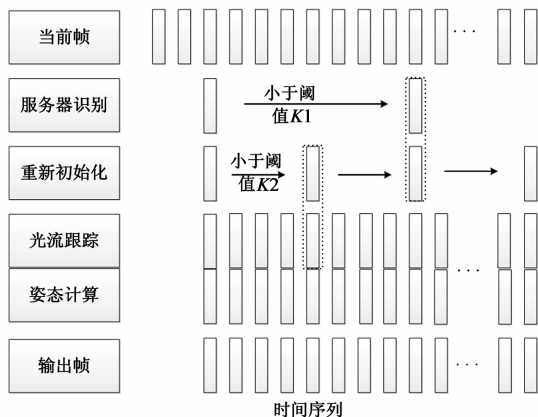 当前帧
···
服务器识别
小于阈
值K1
重新初始化
小于阈
值K2
光流跟踪
···
姿态计算
输出帧
···
时间序列